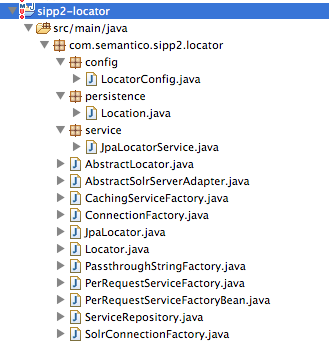 sipp2-locator
src/main/java
com.semantico.sipp2.locator
config
LocatorConfig.java
persistence
Location.java
service
JpaLocatorService.java
AbstractLocator.java
AbstractSolrServerAdapter.java
CachingServiceFactory.java
ConnectionFactory.java
JpaLocator.java
Locator.java
PassthroughStringFactory.java
PerRequestServiceFactory.java
PerRequestServiceFactoryBean.java
ServiceRepository.java
SolrConnectionFactory.java